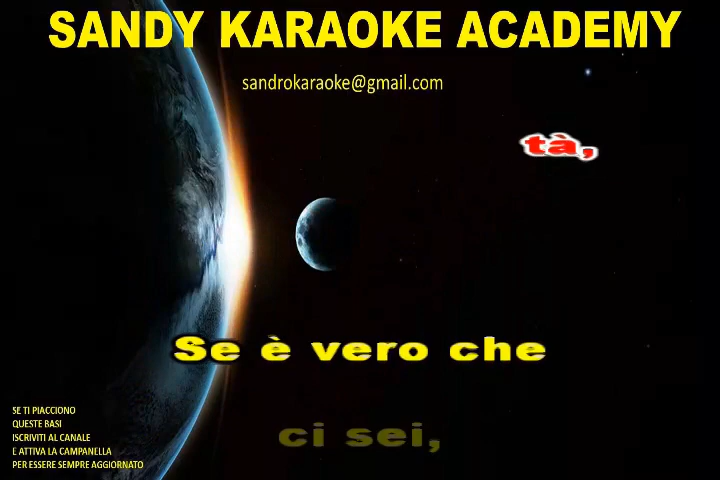 SANDY KARAOKE ACADEMY
sandrokaraoke@gmail.com
tà,
Se è vero che
ci sei,
SE TI PIACCIONO
QUESTE BASI
ISCRIVITI AL CANALE
E ATTIVA LA CAMPANELLA
PER ESSERE SEMPRE AGGIORNATO